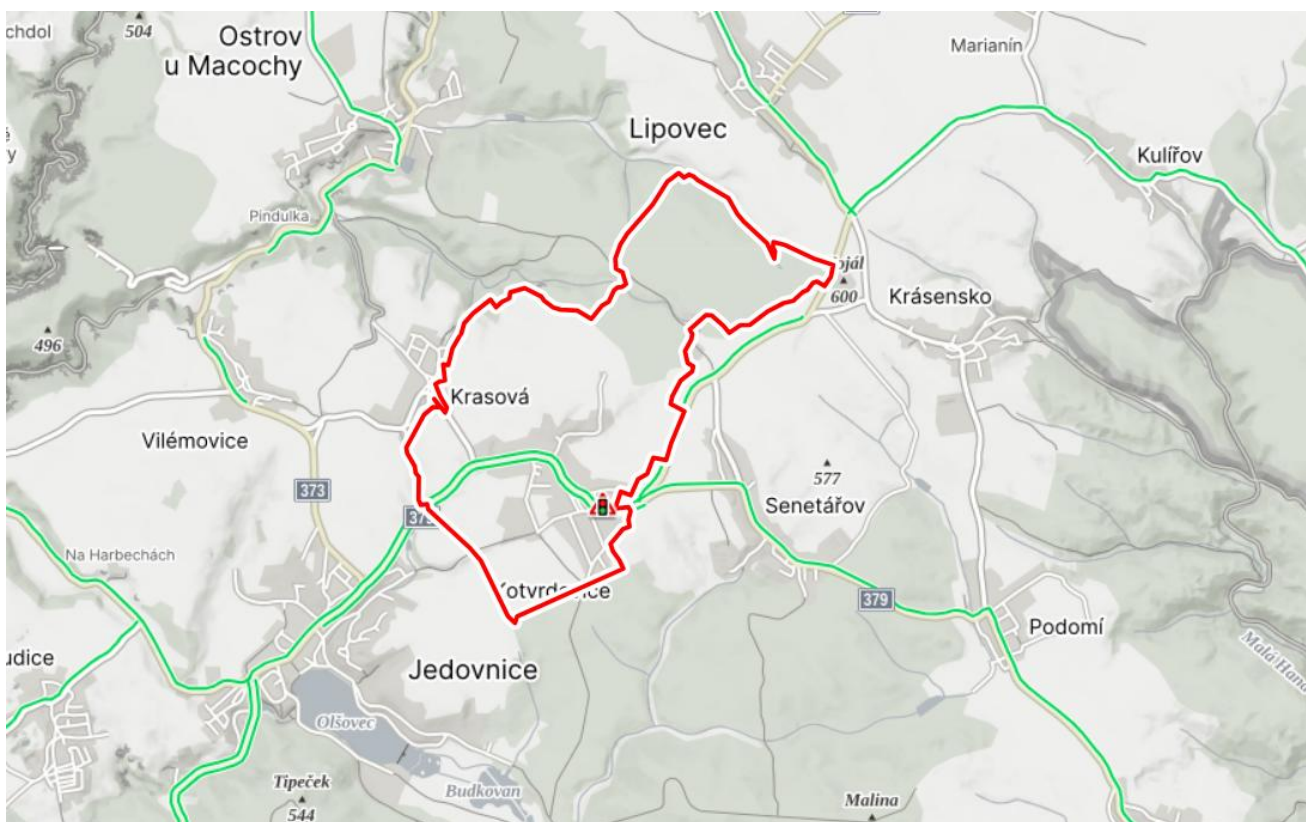 504
Ostrov
u Macochy
Marianín
Lipovec
Kulířov
Pindulka
600
Krásensko
496
Krasová
Vilémovice
577
373
Senetářov
Na Harbechách
379
Podomí
Jedovnice
Olšovec
Tipeček
544
Budkovan
Malina